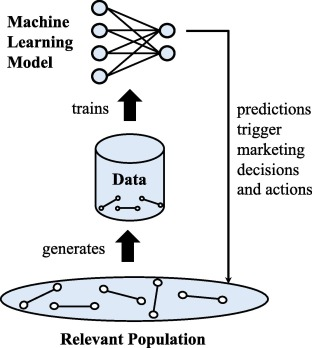 Machine
Learning
Model
trains
predictions
trigger
marketing
decisions
and actions
Data
generates
Relevant Population